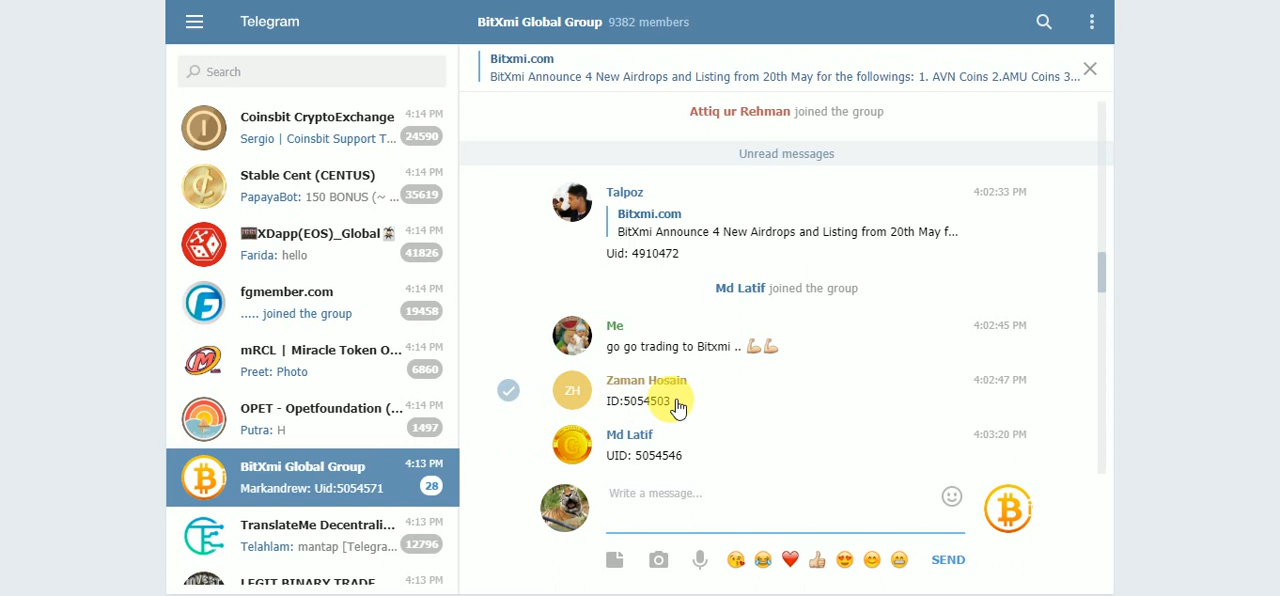 Telegram
BitXmi Global Group 9382 members
Search
Bitxmi.com
BitXmi Announce 4 New Airdrops and Listing from 20th May for the followings: 1. AVN Coins 2.AMU Coins 3...
Coinsbit CryptoExchange 4:14 PM
Sergio | Coinsbit Support T... 24590
Stable Cent (CENTUS) 4:14 PM
PapayaBot: 150 BONUS (~ ... 35619
XDapp(EOS)_Global 4:14 PM
Farida: hello 41826
fgmember.com 4:14 PM
..... joined the group 19458
mRCL | Miracle Token O... 4:14 PM
Preet: Photo 6860
OPET - Opetfoundation (... 4:14 PM
Putra: H 1497
BitXmi Global Group 4:13 PM
Markandrew: Uid:5054571 28
TranslateMe Decentrali... 4:13 PM
Telahlam: mantap [Telegra... 12796
LEGIT BINARY TRADE 4:13 PM
Attiq ur Rehman joined the group
Unread messages
Talpoz 4:02:33 PM
Bitxmi.com
BitXmi Announce 4 New Airdrops and Listing from 20th May f...
Uid: 4910472
Md Latif joined the group
Me 4:02:45 PM
go go trading to Bitxmi .. 💪💪
ZH
Zaman Hosain 4:02:47 PM
ID:5054503
Md Latif 4:03:20 PM
UID: 5054546
Write a message...
SEND